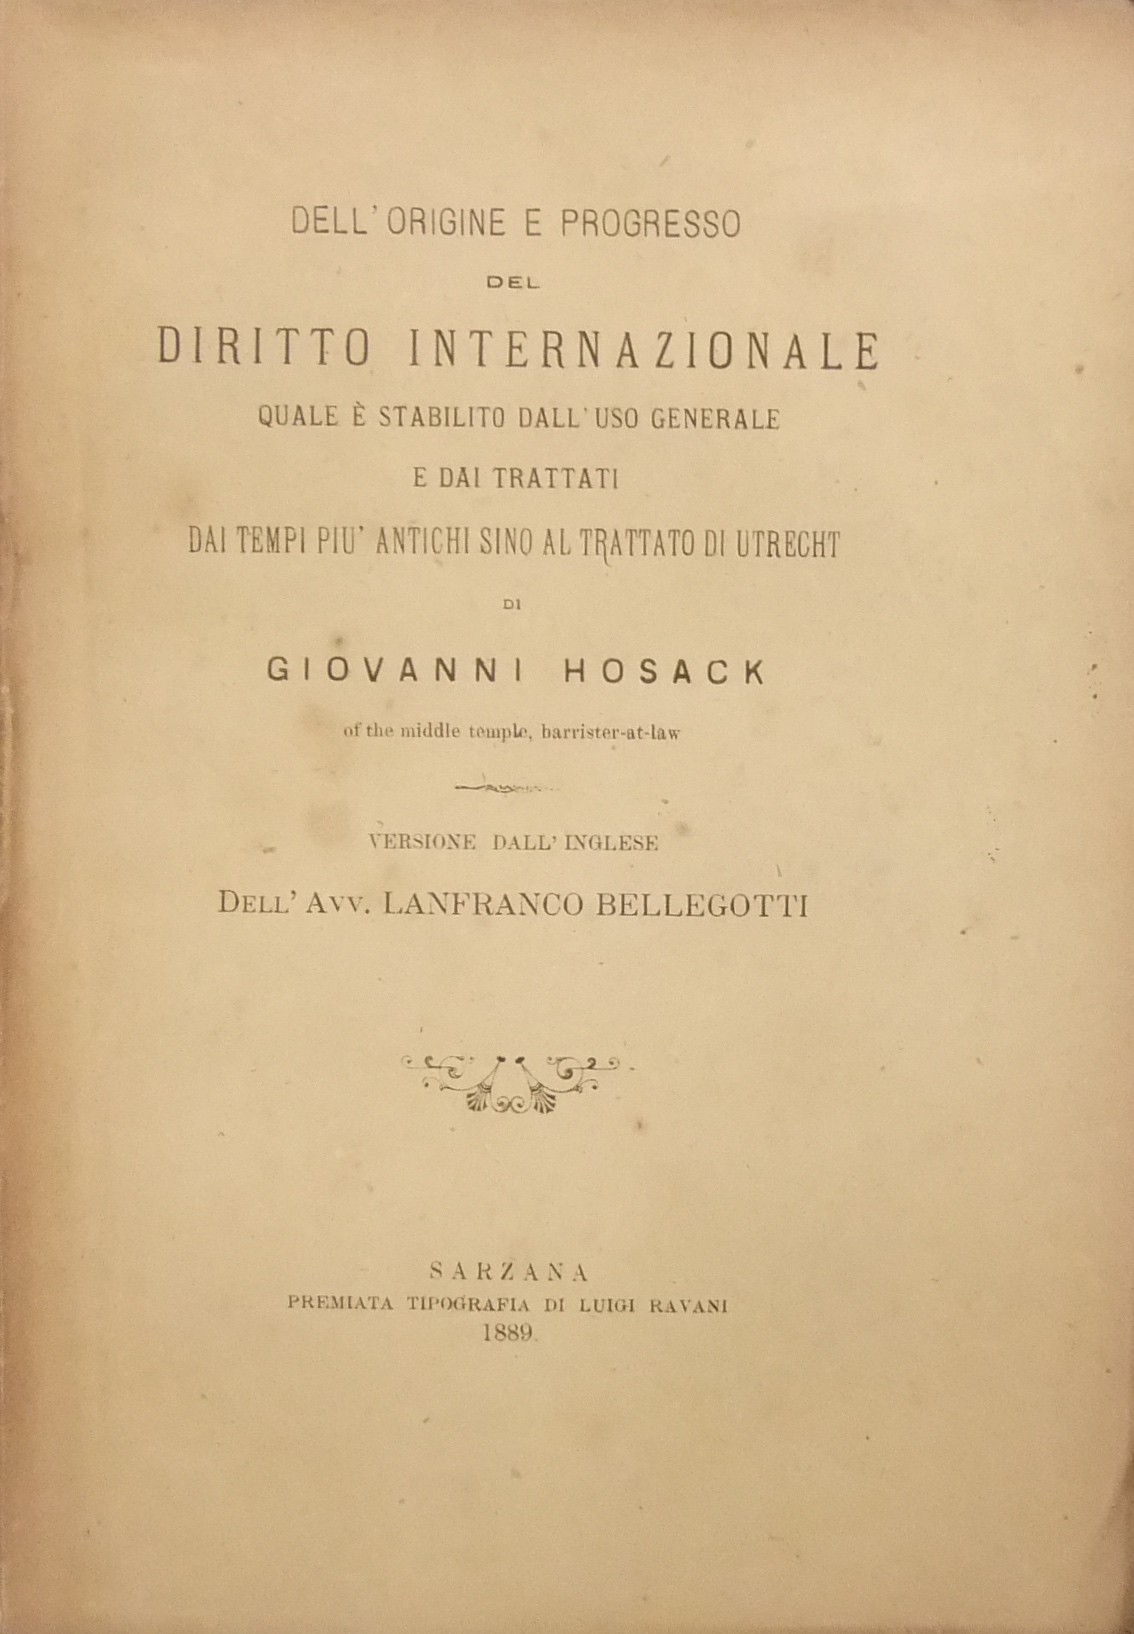 DELL' ORIGINE E PROGRESSO
DEL
DIRITTO INTERNAZIONALE
QUALE È STABILITO DALL' USO GENERALE
E DAI TRATTATI
DAI TEMPI PIU' ANTICHI SINO AL TRATTATO DI UTRECHT
DI
GIOVANNI HOSACK
of the middle temple, barrister-at-law
VERSIONE DALL' INGLESE
DELL' AVV. LANFRANCO BELLEGOTTI
SARZANA
PREMIATA TIPOGRAFIA DI LUIGI RAVANI
1889.